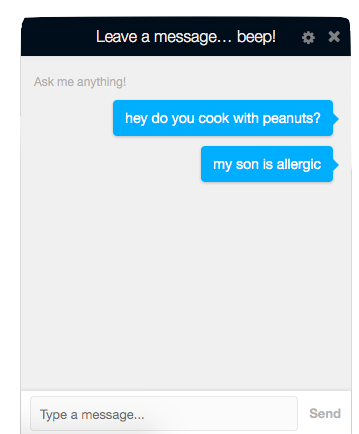 Leave a message... beep!
Ask me anything!
hey do you cook with peanuts?
my son is allergic
Type a message...
Send